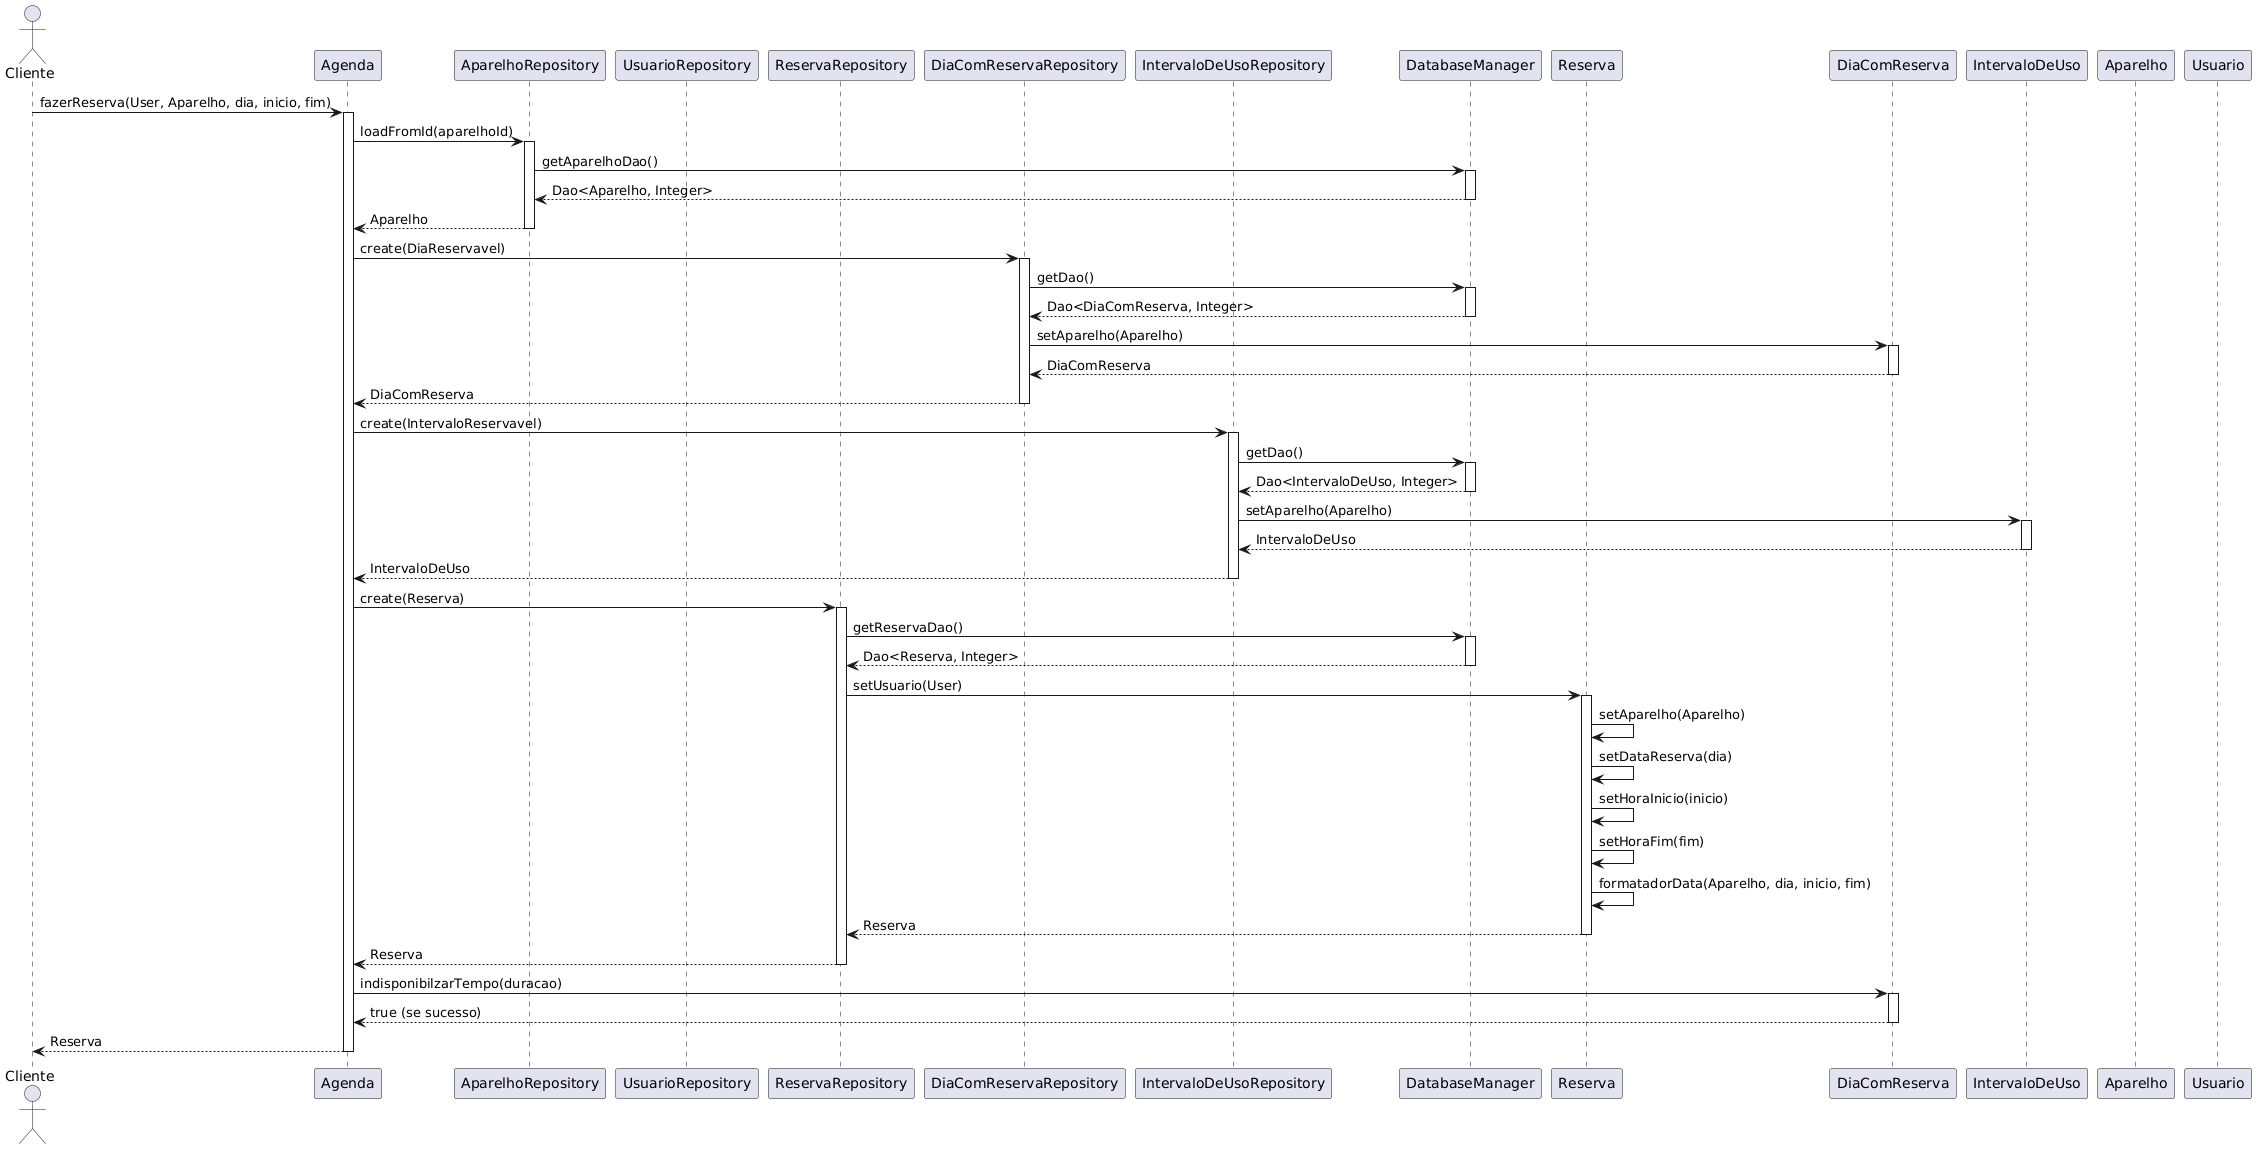 Cliente
Agenda
AparelhoRepository
UsuarioRepository
ReservaRepository
DiaComReservaRepository
IntervaloDeUsoRepository
DatabaseManager
Reserva
DiaComReserva
IntervaloDeUso
Aparelho
Usuario
fazerReserva(User, Aparelho, dia, inicio, fim)
loadFromId(aparelhoId)
getAparelhoDao()
Dao<Aparelho, Integer>
Aparelho
create(DiaReservavel)
getDao()
Dao<DiaComReserva, Integer>
setAparelho(Aparelho)
DiaComReserva
DiaComReserva
create(IntervaloReservavel)
getDao()
Dao<IntervaloDeUso, Integer>
setAparelho(Aparelho)
IntervaloDeUso
IntervaloDeUso
create(Reserva)
getReservaDao()
Dao<Reserva, Integer>
setUsuario(User)
setAparelho(Aparelho)
setDataReserva(dia)
setHoraInicio(inicio)
setHoraFim(fim)
formatadorData(Aparelho, dia, inicio, fim)
Reserva
Reserva
indisponibilzarTempo(duracao)
true (se sucesso)
Reserva
Cliente
Agenda
AparelhoRepository
UsuarioRepository
ReservaRepository
DiaComReservaRepository
IntervaloDeUsoRepository
DatabaseManager
Reserva
DiaComReserva
IntervaloDeUso
Aparelho
Usuario